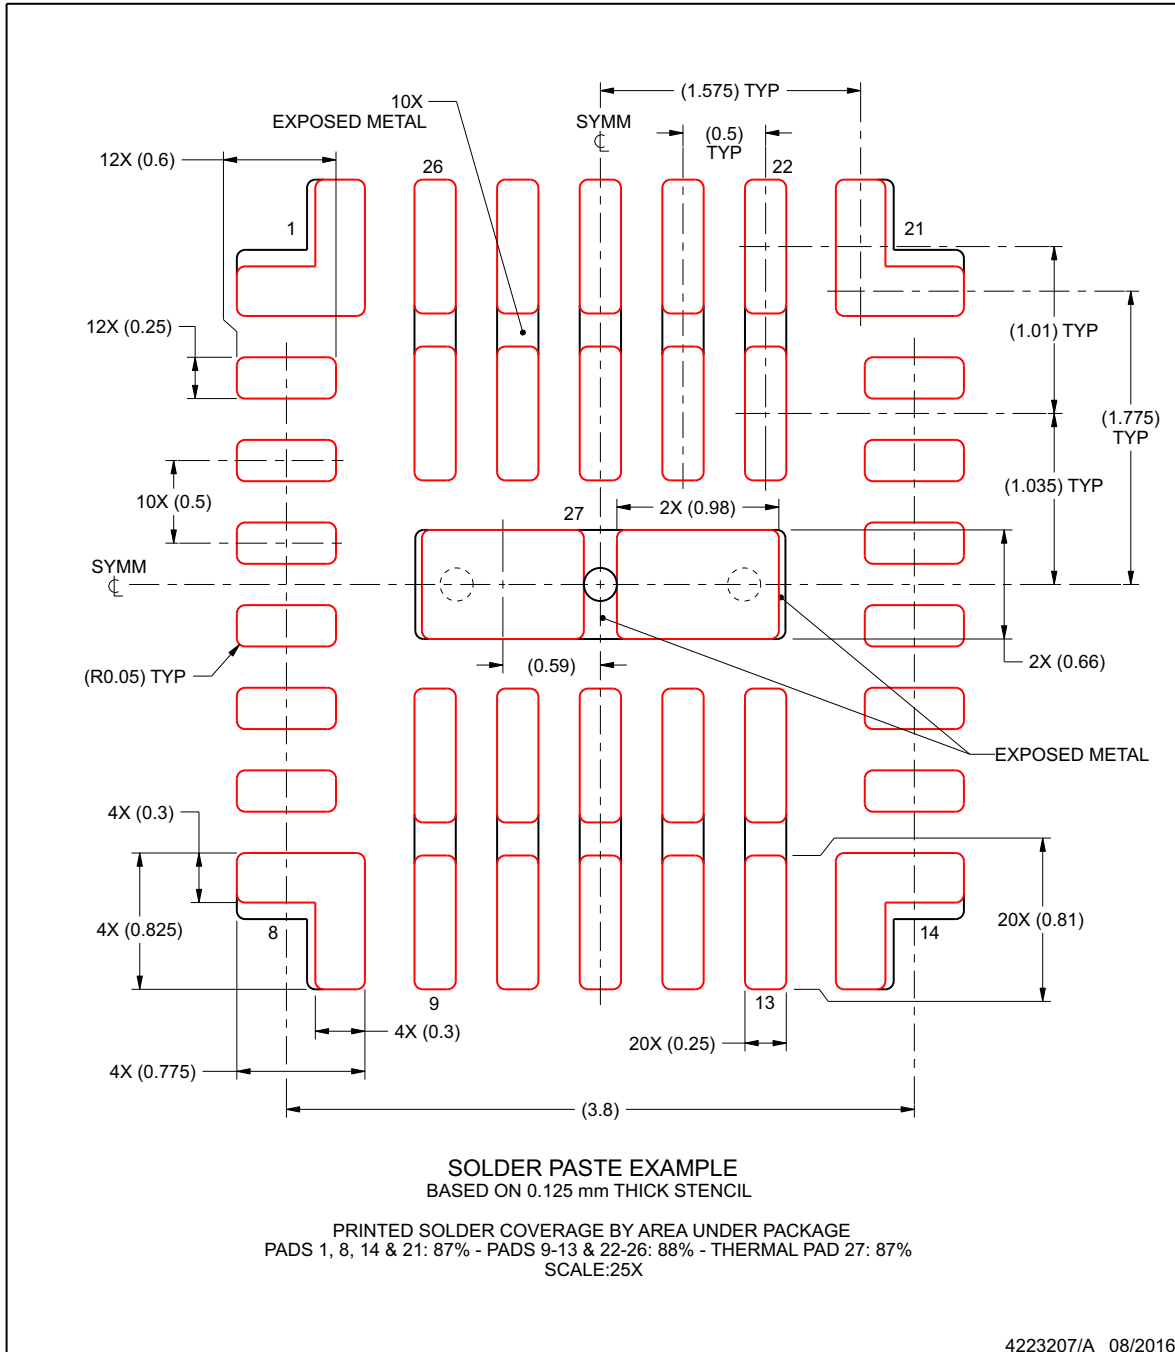 (1.575) TYP
10X
EXPOSED METAL
SYMM
(0.5)
TYP
12X (0.6)
26
22
1
21
12X (0.25)
(1.01) TYP
(1.775)
TYP
10X (0.5)
(1.035) TYP
27
2X (0.98)
SYMM
(R0.05) TYP
(0.59)
2X (0.66)
EXPOSED METAL
4X (0.3)
4X (0.825)
8
14
20X (0.81)
9
13
4X (0.3)
20X (0.25)
4X (0.775)
(3.8)
SOLDER PASTE EXAMPLE
BASED ON 0.125 mm THICK STENCIL
PRINTED SOLDER COVERAGE BY AREA UNDER PACKAGE
PADS 1, 8, 14 & 21: 87% - PADS 9-13 & 22-26: 88% - THERMAL PAD 27: 87%
SCALE:25X
4223207/A 08/2016